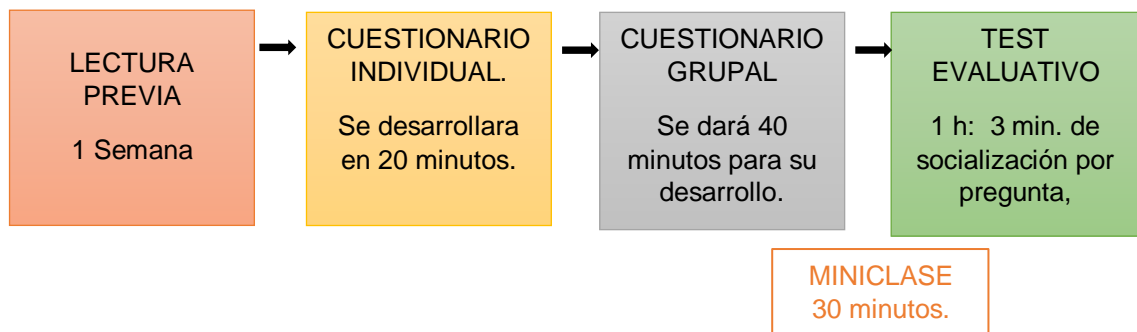 LECTURA
PREVIA
1 Semana
CUESTIONARIO
INDIVIDUAL.
Se desarrollara
en 20 minutos.
CUESTIONARIO
GRUPAL
Se dará 40
minutos para su
desarrollo.
TEST
EVALUATIVO
1 h: 3 min. de
socialización por
pregunta,
MINICLASE
30 minutos.